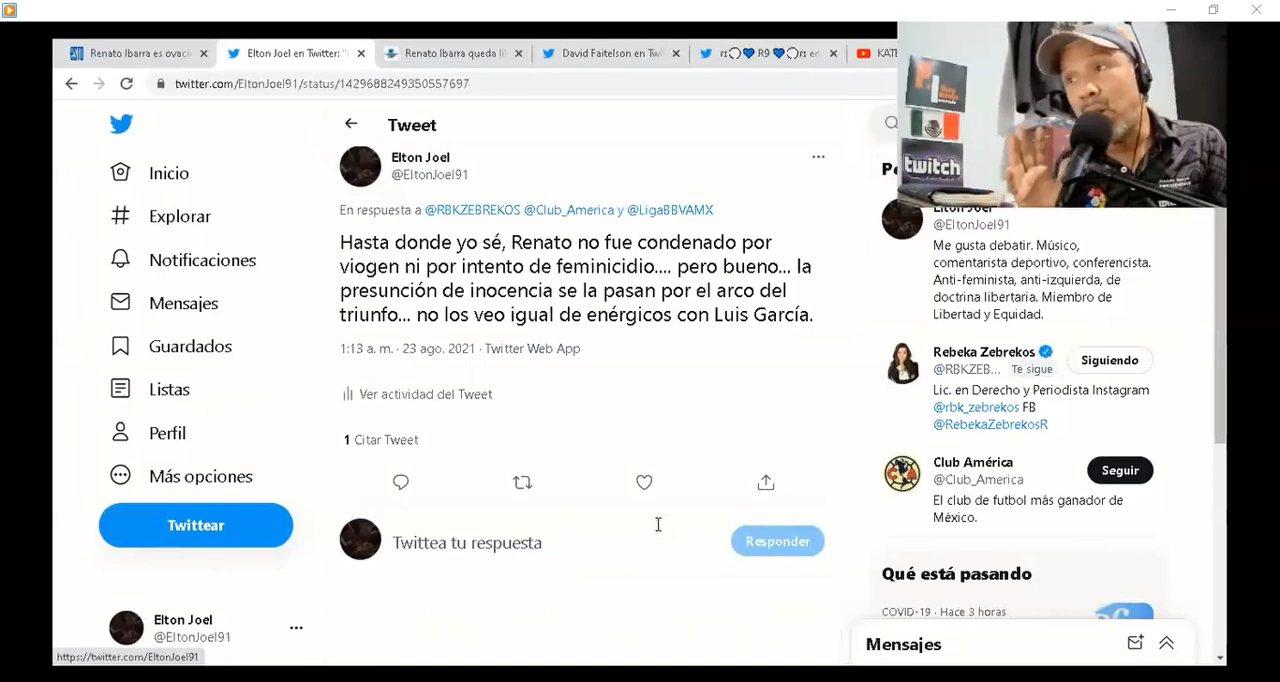 Renato Ibarra es ovaci
Elton Joel en Twitter: "
Renato Ibarra queda li
David Faitelson en Twi
R9
en
KATE
twitter.com/EltonJoel91/status/1429688249350557697
Inicio
Explorar
Notificaciones
Mensajes
Guardados
Listas
Perfil
Más opciones
Twittear
Elton Joel
@EltonJoel91
https://twitter.com/EltonJoel91
Tweet
Elton Joel
@EltonJoel91
En respuesta a @RBKZEBREKOS @Club_America y @LigaBBVAMX
Hasta donde yo sé, Renato no fue condenado por
viogen ni por intento de feminicidio.... pero bueno... la
presunción de inocencia se la pasan por el arco del
triunfo... no los veo igual de enérgicos con Luis García.
1:13 a. m. · 23 ago. 2021 · Twitter Web App
Ver actividad del Tweet
1 Citar Tweet
Twittea tu respuesta
Responder
twitch
Elton Joel
@EltonJoel91
Me gusta debatir. Músico,
comentarista deportivo, conferencista.
Anti-feminista, anti-izquierda, de
doctrina libertaria. Miembro de
Libertad y Equidad.
Rebeka Zebrekos
@RBKZEB... Te sigue
Siguiendo
Lic. en Derecho y Periodista Instagram
@rbk_zebrekos FB
@RebekaZebrekosR
Club América
@Club_America
Seguir
El club de futbol más ganador de
México.
Qué está pasando
COVID-19 · Hace 3 horas
Mensajes